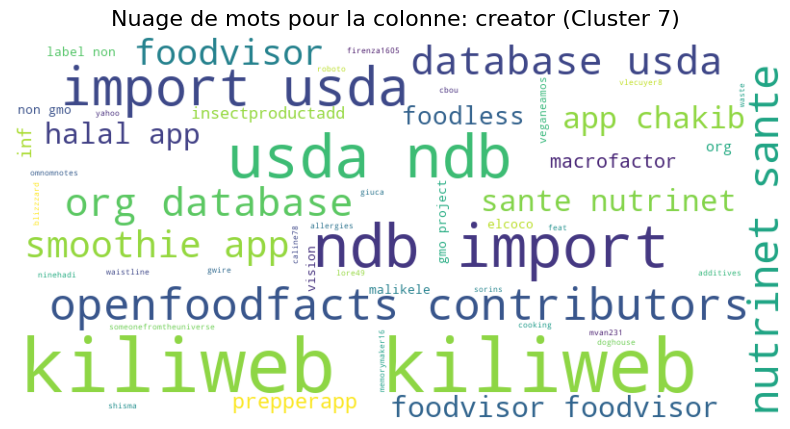 Nuage de mots pour la colonne: creator (Cluster 7)
label non
foodvisor
firenza1605
database usda
import usda
roboto
cbou
vlecuyer8
waste
non gmo
yahoo
insectproductadd
foodless
veganeamos
app chakib
inf
halal app
usda ndb
macrofactor
org
nutrinet sante
omnomnotes
org database
giuca
gmo project
sante nutrinet
smoothie app
caline78
allergies
ndb import
elcoco
feat
ninehadi
waistline
gwire
vision
lore49
malikele
sorins
additives
openfoodfacts contributors
someonefromtheuniverse
cooking
mvan231
doghouse
kiliweb kiliweb
memorymaker16
shisma
prepperapp
foodvisor foodvisor